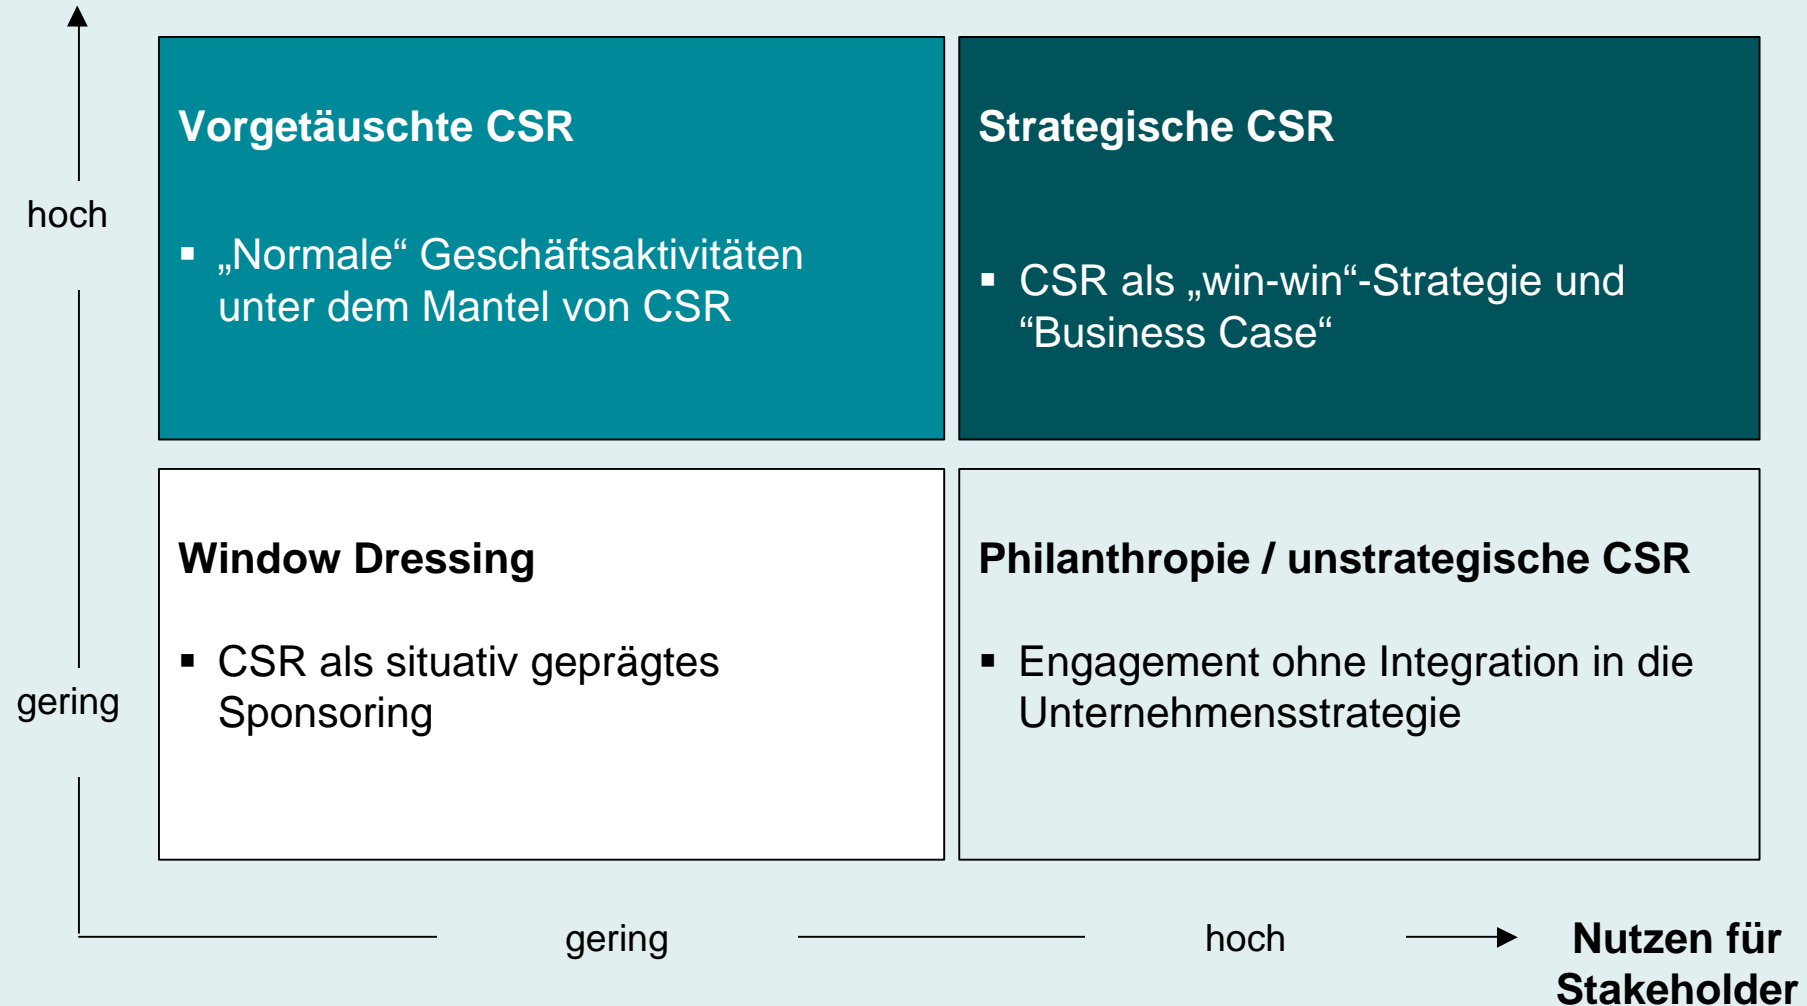 hoch
Vorgetäuschte CSR
▪ „Normale“ Geschäftsaktivitäten
unter dem Mantel von CSR
Strategische CSR
▪ CSR als „win-win“-Strategie und
“Business Case“
gering
Window Dressing
▪ CSR als situativ geprägtes
Sponsoring
Philanthropie / unstrategische CSR
▪ Engagement ohne Integration in die
Unternehmensstrategie
gering
hoch
Nutzen für
Stakeholder